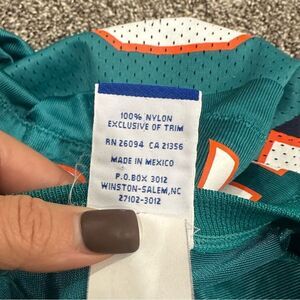 100% NYLON
EXCLUSIVE OF TRIM
RN 26094 CA 21356
MADE IN MEXICO
P.O.BOX 3012
WINSTON-SALEM,NC
27102-3012